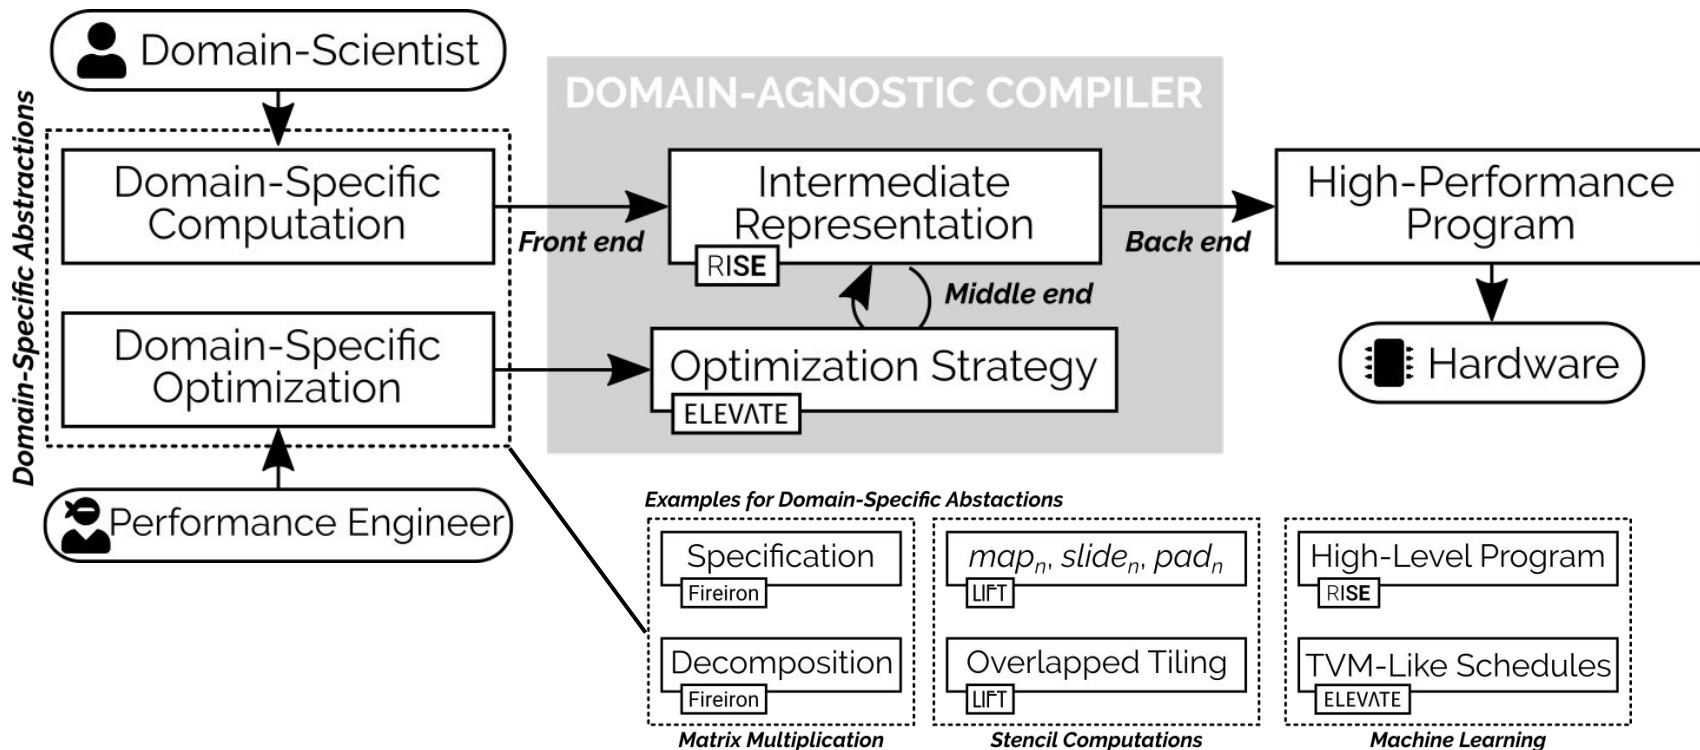 Domain-Scientist
Domain-Specific Abstractions
DOMAIN-AGNOSTIC COMPILER
Domain-Specific
Computation
Front end
Intermediate
Representation
RISE
Back end
High-Performance
Program
Middle end
Domain-Specific
Optimization
Optimization Strategy
ELEVATE
Hardware
Performance Engineer
Examples for Domain-Specific Abstactions
Specification
Fireiron
Decomposition
Fireiron
Matrix Multiplication
mapn, sliden, padn
LIFT
Overlapped Tiling
LIFT
Stencil Computations
High-Level Program
RISE
TVM-Like Schedules
ELEVATE
Machine Learning